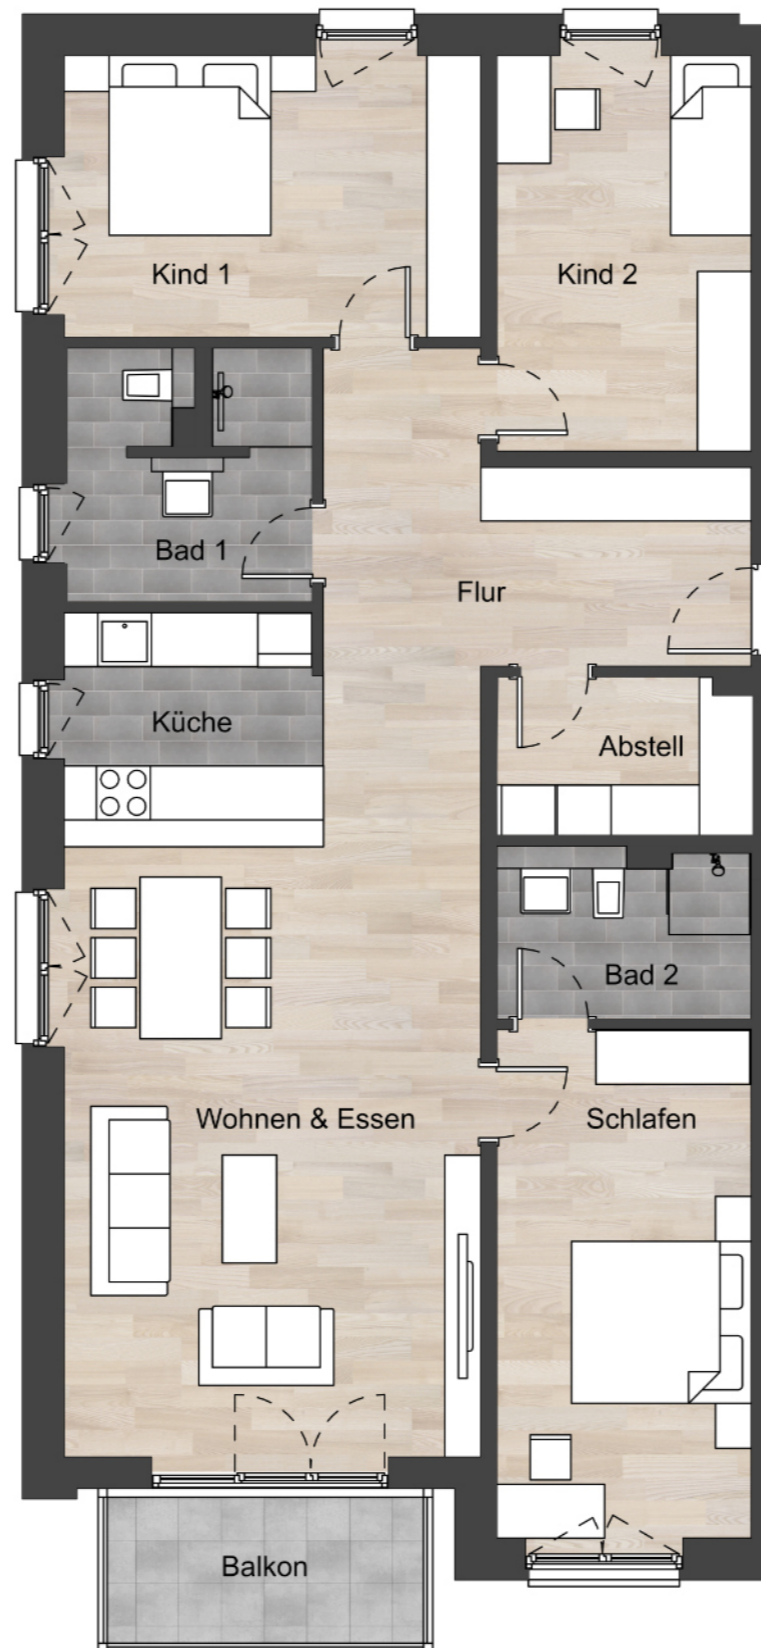 Kind 1
Kind 2
Bad 1
Flur
Küche
Abstell
Bad 2
Wohnen & Essen
Schlafen
Balkon